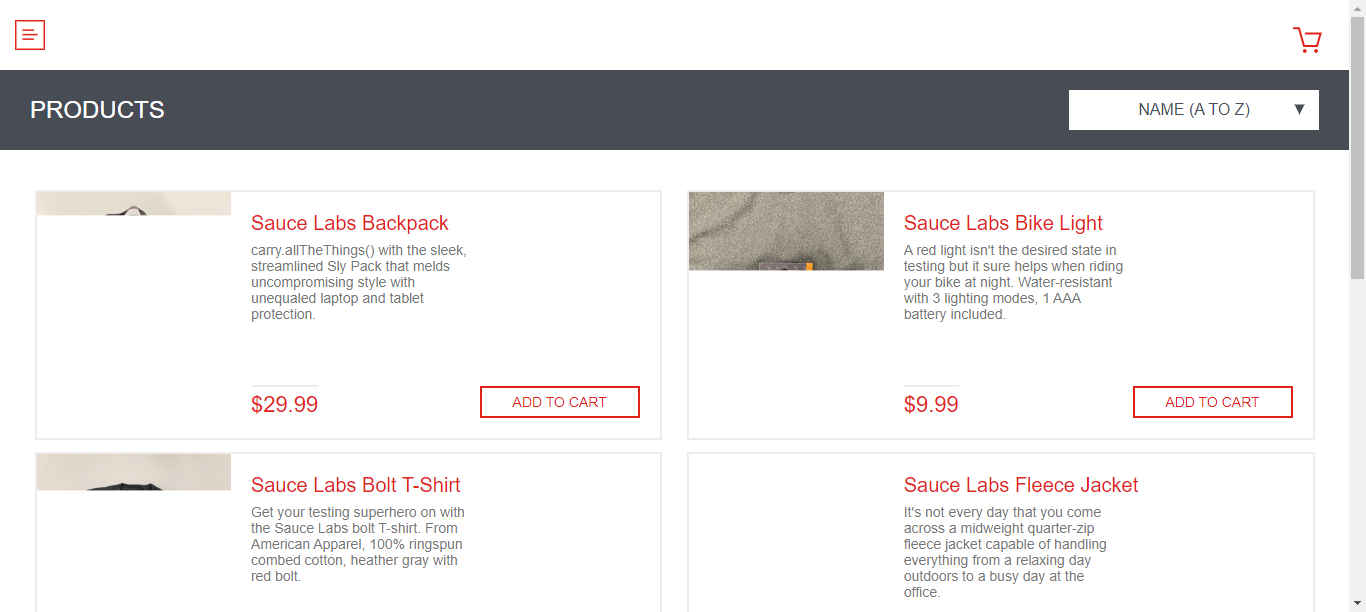 PRODUCTS
NAME (A TO Z)
Sauce Labs Backpack
carry.allTheThings() with the sleek,
streamlined Sly Pack that melds
uncompromising style with
unequaled laptop and tablet
protection.
$29.99
ADD TO CART
Sauce Labs Bike Light
A red light isn't the desired state in
testing but it sure helps when riding
your bike at night. Water-resistant
with 3 lighting modes, 1 AAA
battery included.
$9.99
ADD TO CART
Sauce Labs Bolt T-Shirt
Get your testing superhero on with
the Sauce Labs bolt T-shirt. From
American Apparel, 100% ringspun
combed cotton, heather gray with
red bolt.
Sauce Labs Fleece Jacket
It's not every day that you come
across a midweight quarter-zip
fleece jacket capable of handling
everything from a relaxing day
outdoors to a busy day at the
office.